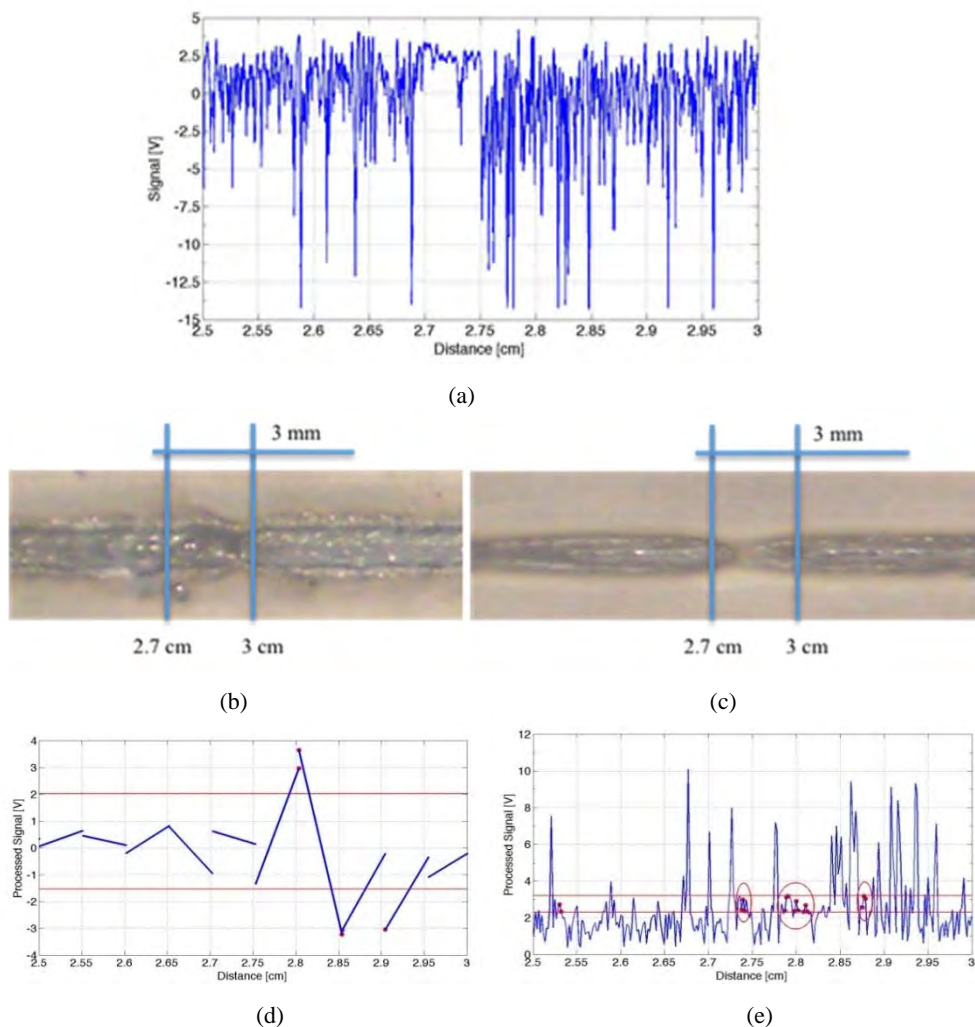 5
2.5
0
-2.5
-5
-7.5
-10
-12.5
-15
Signal [V]
2.5 2.55 2.6 2.65 2.7 2.75 2.8 2.85 2.9 2.95 3
Distance [cm]
(a)
3 mm
2.7 cm 3 cm
(b)
3 mm
2.7 cm 3 cm
(c)
4
3
2
1
0
-1
-2
-3
-4
Processed Signal [V]
2.5 2.55 2.6 2.65 2.7 2.75 2.8 2.85 2.9 2.95 3
Distance [cm]
(d)
12
10
8
6
4
2
0
Processed Signal [V]
2.5 2.55 2.6 2.65 2.7 2.75 2.8 2.85 2.9 2.95 3
Distance [cm]
(e)